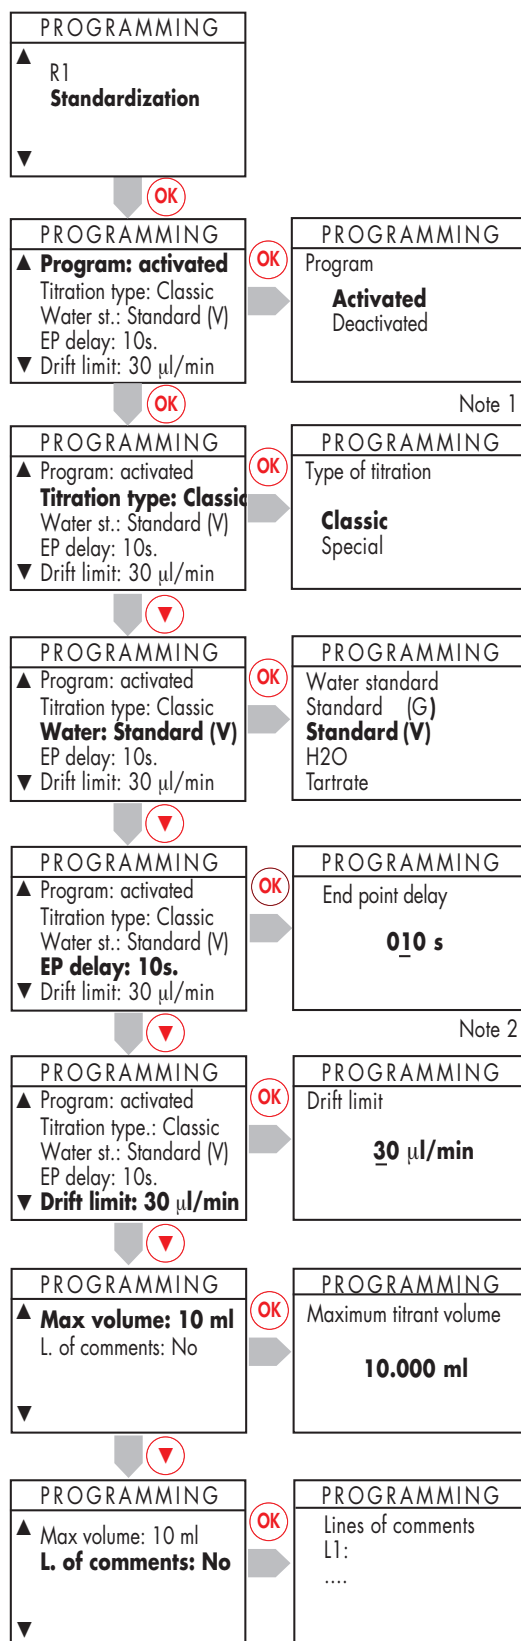 PROGRAMMING
▲
R1
Standardization
▼
OK
PROGRAMMING
▲ Program: activated
Titration type: Classic
Water st.: Standard (V)
EP delay: 10s.
▼ Drift limit: 30 µl/min
OK
PROGRAMMING
Program
Activated
Deactivated
OK
Note 1
PROGRAMMING
▲ Program: activated
Titration type: Classic
Water st.: Standard (V)
EP delay: 10s.
▼ Drift limit: 30 µl/min
OK
PROGRAMMING
Type of titration
Classic
Special
▼
PROGRAMMING
▲ Program: activated
Titration type: Classic
Water: Standard (V)
EP delay: 10s.
▼ Drift limit: 30 µl/min
OK
PROGRAMMING
Water standard
Standard (G)
Standard (V)
H2O
Tartrate
▼
PROGRAMMING
▲ Program: activated
Titration type: Classic
Water st.: Standard (V)
EP delay: 10s.
▼ Drift limit: 30 µl/min
OK
PROGRAMMING
End point delay
010 s
▼
Note 2
PROGRAMMING
▲ Program: activated
Titration type.: Classic
Water st.: Standard (V)
EP delay: 10s.
▼ Drift limit: 30 µl/min
OK
PROGRAMMING
Drift limit
30 µl/min
▼
PROGRAMMING
▲ Max volume: 10 ml
L. of comments: No
▼
OK
PROGRAMMING
Maximum titrant volume
10.000 ml
▼
PROGRAMMING
▲ Max volume: 10 ml
L. of comments: No
▼
OK
PROGRAMMING
Lines of comments
L1:
....